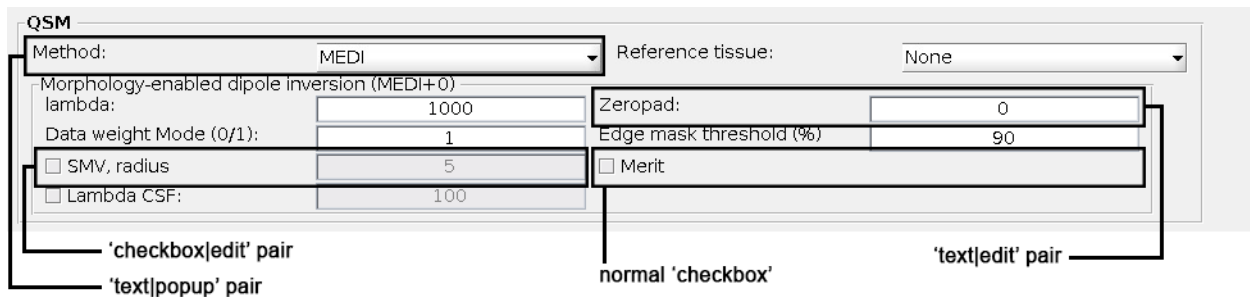 QSM
Method: MEDI Reference tissue: None
Morphology-enabled dipole inversion (MEDI+0)
lambda: 1000 Zeropad: 0
Data weight Mode (0/1): 1 Edge mask threshold (%) 90
SMV, radius 5 Merit
Lambda CSF: 100
'checkbox|edit' pair
'text|edit' pair
normal 'checkbox'
'text|popup' pair